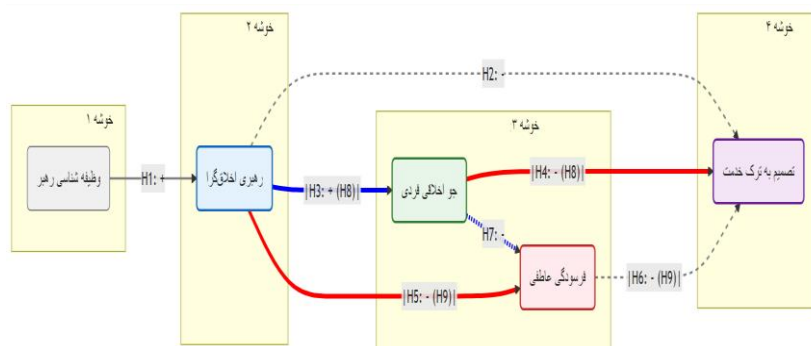 خوشه ۱
وظیفه شناسی رهبر
H1: +
خوشه ۲
رهبری اخلاق‌گرا
H2: -
|H3: + (H8)|
|H5: - (H9)|
خوشه ۳
جو اخلاقی فردی
H7: -
فرسودگی عاطفی
|H4: - (H8)|
|H6: - (H9)|
خوشه ۴
تصمیم به ترک خدمت